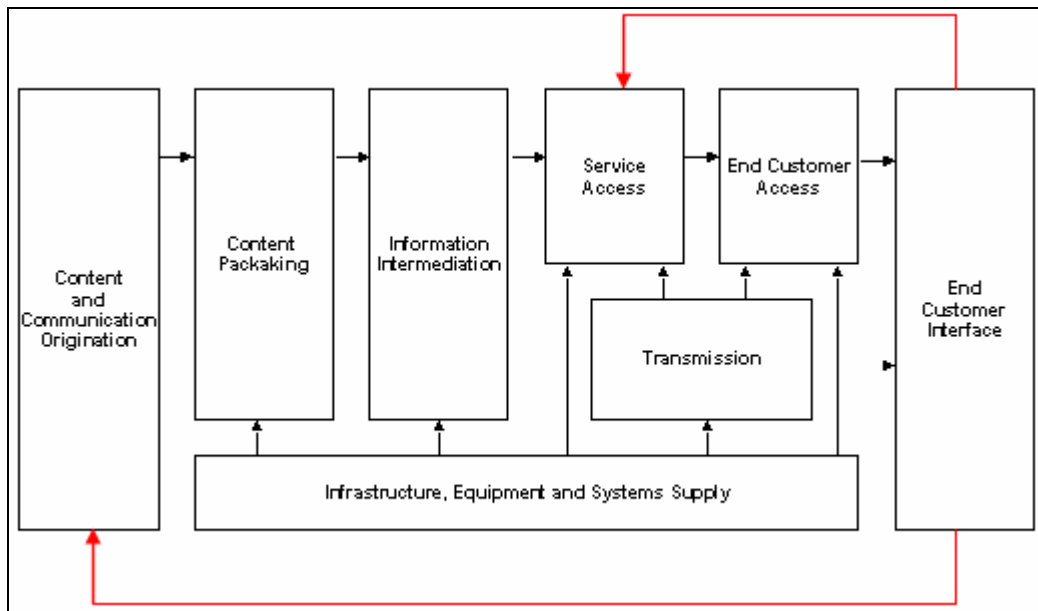 Content
and
Communication
Origination
Content
Packaking
Information
Intermediation
Service
Access
End Customer
Access
Transmission
End
Customer
Interface
Infrastructure, Equipment and Systems Supply